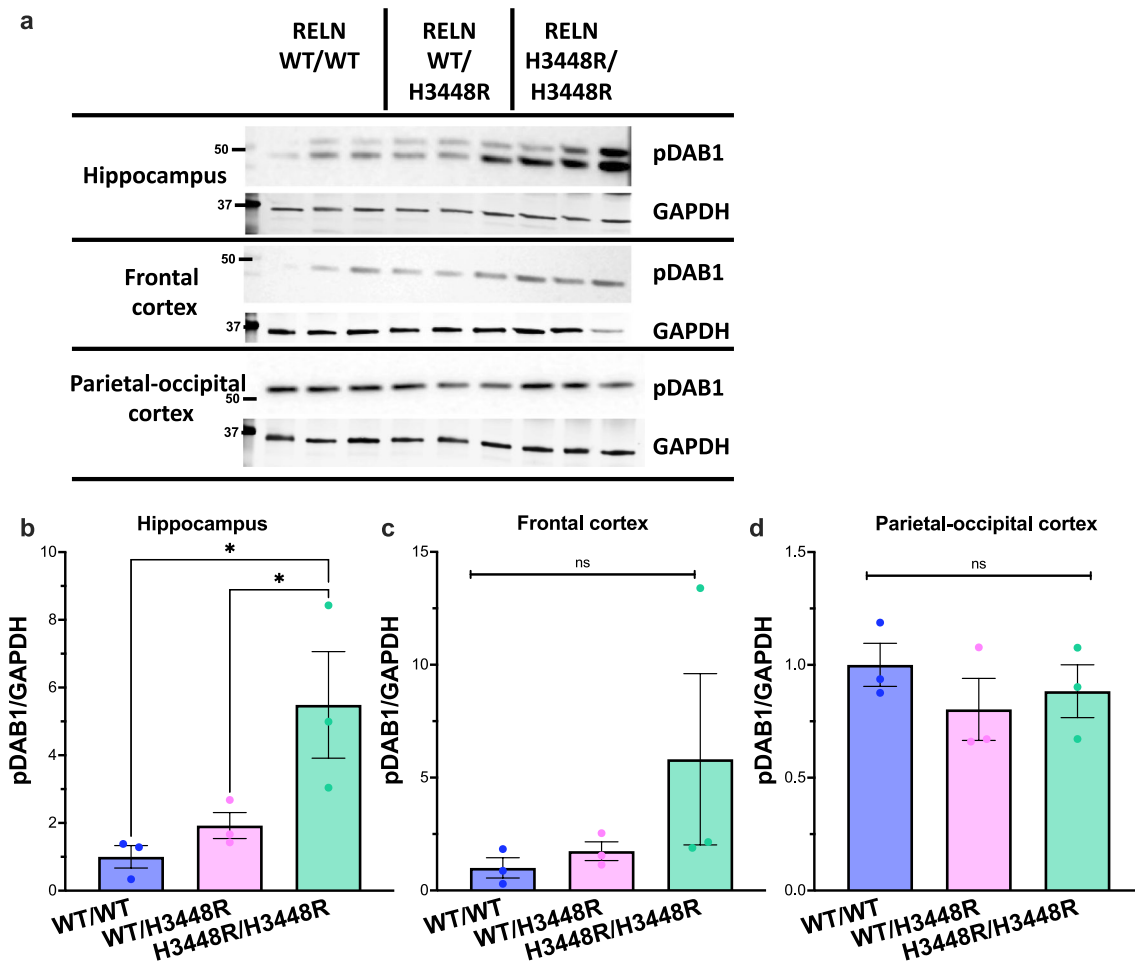 a
RELN WT/WT
RELN WT/ H3448R
RELN H3448R/ H3448R
Hippocampus
50
pDAB1
37
GAPDH
Frontal cortex
50
pDAB1
37
GAPDH
Parietal-occipital cortex
50
pDAB1
37
GAPDH
b
Hippocampus
pDAB1/GAPDH
10
8
6
4
2
0
*
*
WT/WT
WT/H3448R
H3448R/H3448R
c
Frontal cortex
pDAB1/GAPDH
15
10
5
0
ns
WT/WT
WT/H3448R
H3448R/H3448R
d
Parietal-occipital cortex
pDAB1/GAPDH
1.5
1.0
0.5
0.0
ns
WT/WT
WT/H3448R
H3448R/H3448R